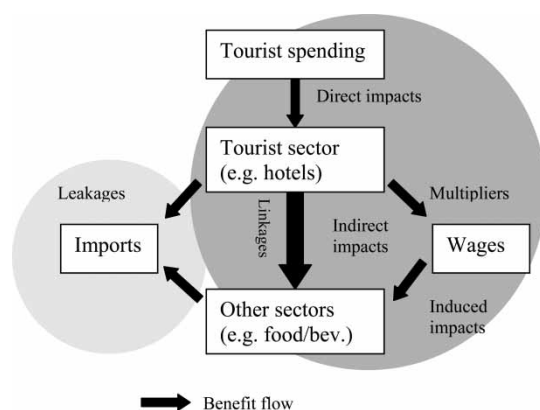 Tourist spending
Direct impacts
Tourist sector
(e.g. hotels)
Leakages
Linkages
Multipliers
Indirect
impacts
Imports
Wages
Other sectors
(e.g. food/bev.)
Induced
impacts
Benefit flow